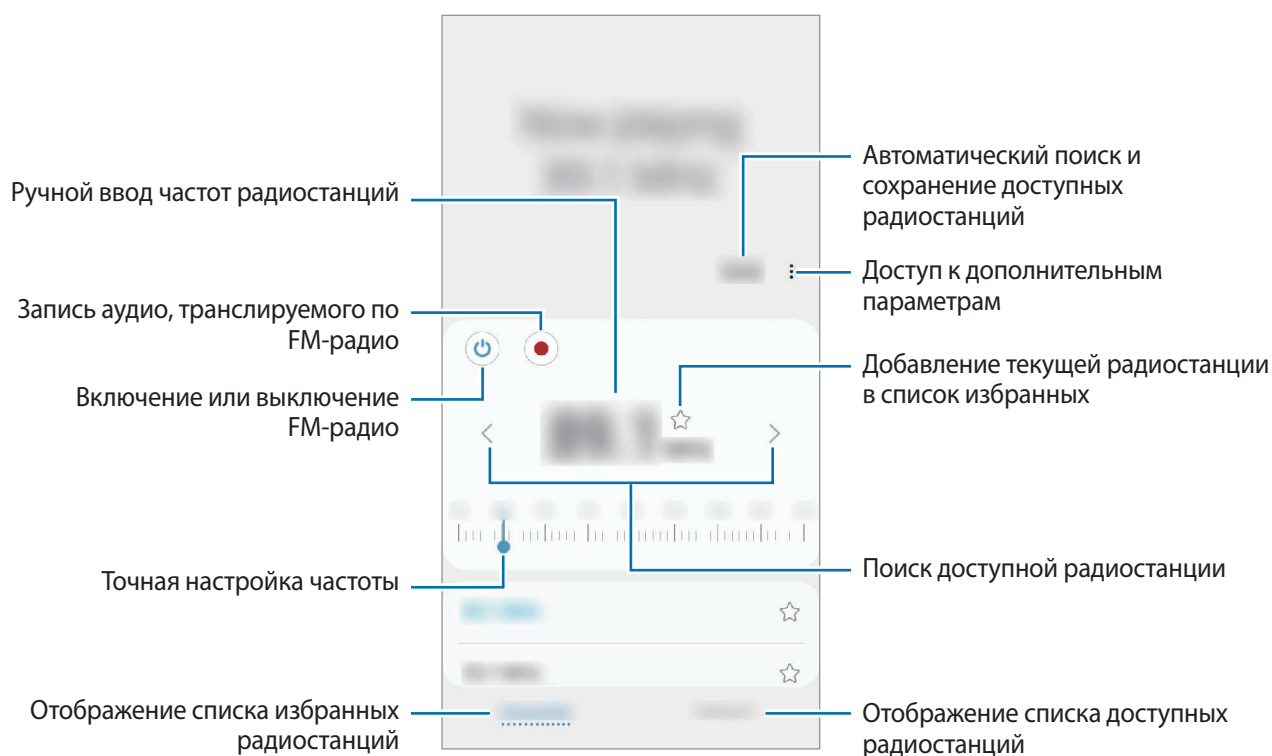 Ручной ввод частот радиостанций
Запись аудио, транслируемого по
FM-радио
Включение или выключение
FM-радио
Точная настройка частоты
Отображение списка избранных
радиостанций
Автоматический поиск и
сохранение доступных
радиостанций
Доступ к дополнительным
параметрам
Добавление текущей радиостанции
в список избранных
Поиск доступной радиостанции
Отображение списка доступных
радиостанций